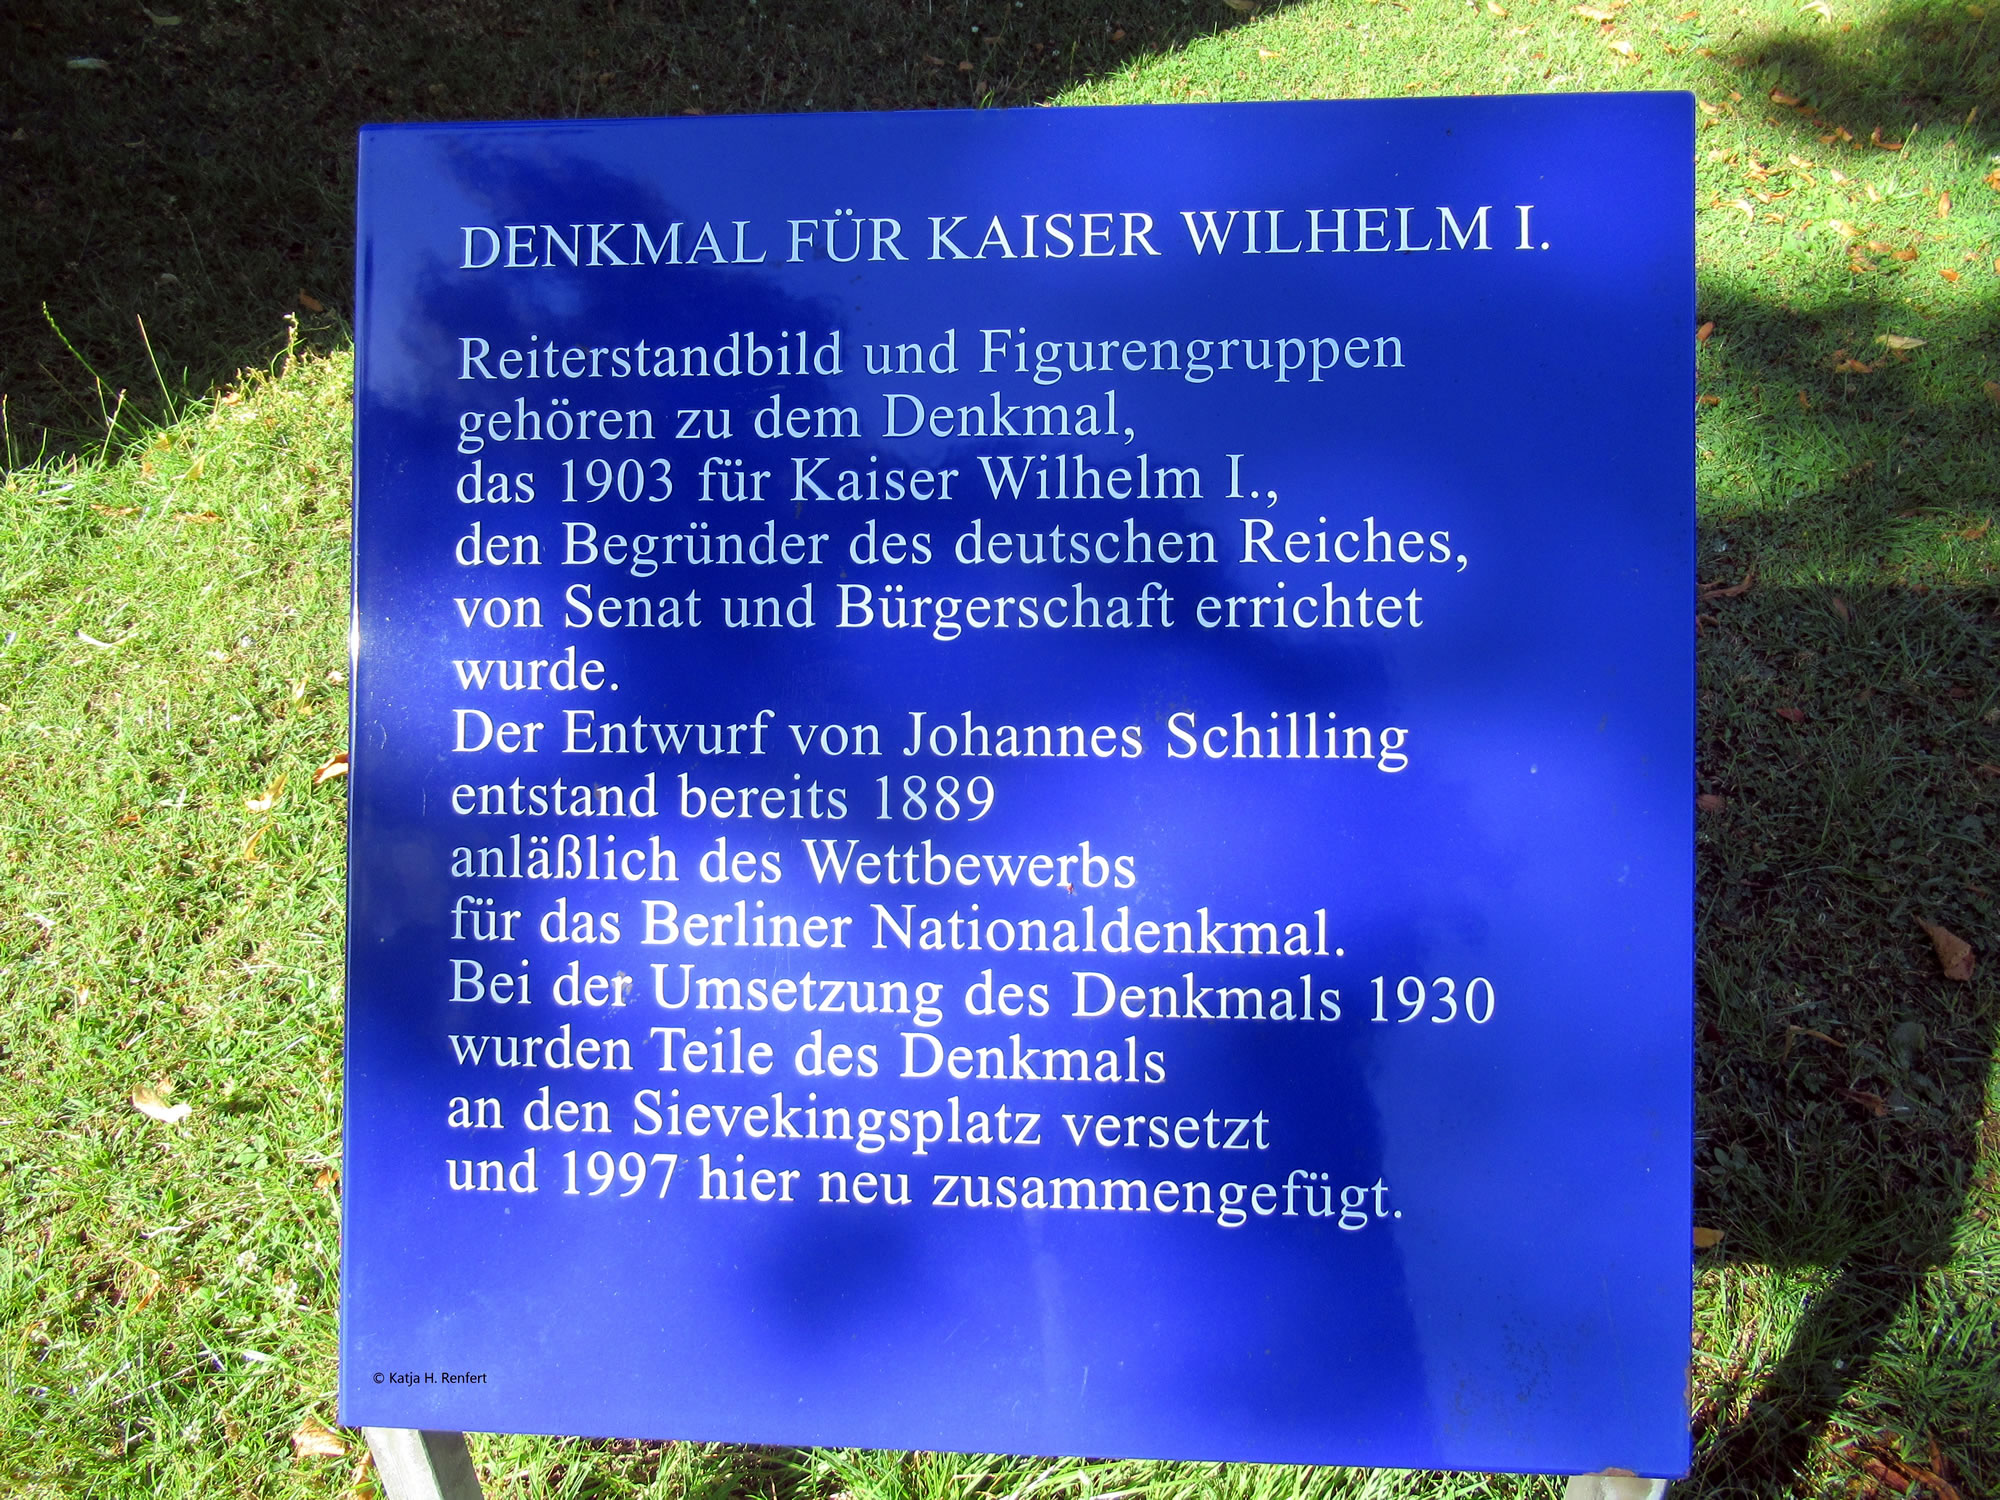 DENKMAL FÜR KAISER WILHELM I.
Reiterstandbild und Figurengruppen
gehören zu dem Denkmal,
das 1903 für Kaiser Wilhelm I.,
den Begründer des deutschen Reiches,
von Senat und Bürgerschaft errichtet
wurde.
Der Entwurf von Johannes Schilling
entstand bereits 1889
anläßlich des Wettbewerbs
für das Berliner Nationaldenkmal.
Bei der Umsetzung des Denkmals 1930
wurden Teile des Denkmals
an den Sievekingsplatz versetzt
und 1997 hier neu zusammengefügt.
© Katja H. Renfert